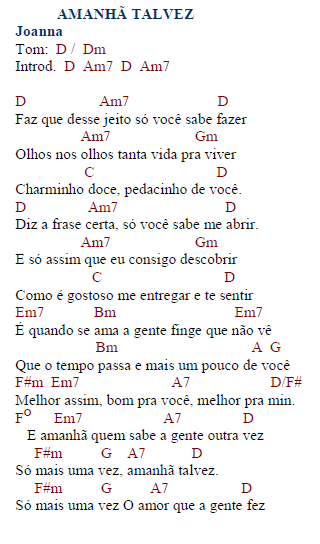 AMANHÃ TALVEZ
Joanna
Tom: D / Dm
Introd. D Am7 D Am7
D Am7 D
Faz que desse jeito só você sabe fazer
Am7 Gm
Olhos nos olhos tanta vida pra viver
C D
Charminho doce, pedacinho de você.
D Am7 D
Diz a frase certa, só você sabe me abrir.
Am7 Gm
E só assim que eu consigo descobrir
C D
Como é gostoso me entregar e te sentir
Em7 Bm Em7
É quando se ama a gente finge que não vê
Bm A G
Que o tempo passa e mais um pouco de você
F#m Em7 A7 D/F#
Melhor assim, bom pra você, melhor pra min.
Fº Em7 A7 D
E amanhã quem sabe a gente outra vez
F#m G A7 D
Só mais uma vez, amanhã talvez.
F#m G A7 D
Só mais uma vez O amor que a gente fez